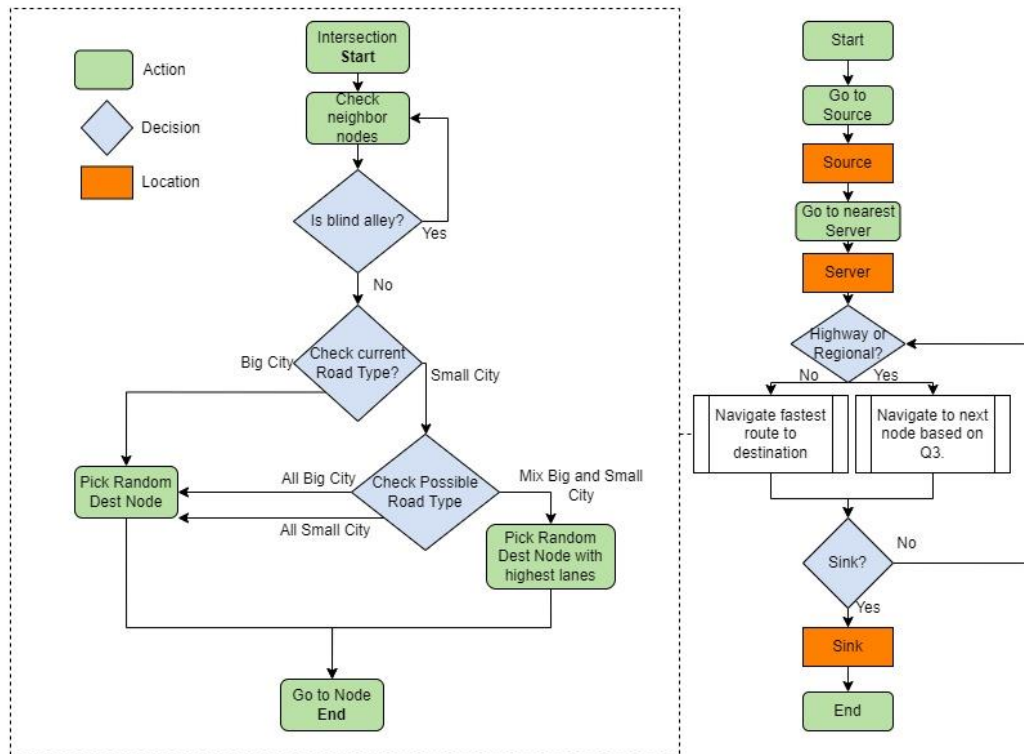 Action
Decision
Location
Intersection
Start
Check
neighbor
nodes
Is blind alley?
Yes
No
Check current
Road Type?
Big City
Small City
Check Possible
Road Type
All Big City
All Small City
Mix Big and Small
City
Pick Random
Dest Node
Pick Random
Dest Node with
highest lanes
Go to Node
End
Start
Go to
Source
Source
Go to nearest
Server
Server
Highway or
Regional?
No
Yes
Navigate fastest
route to
destination
Navigate to next
node based on
Q3.
Sink?
No
Yes
Sink
End